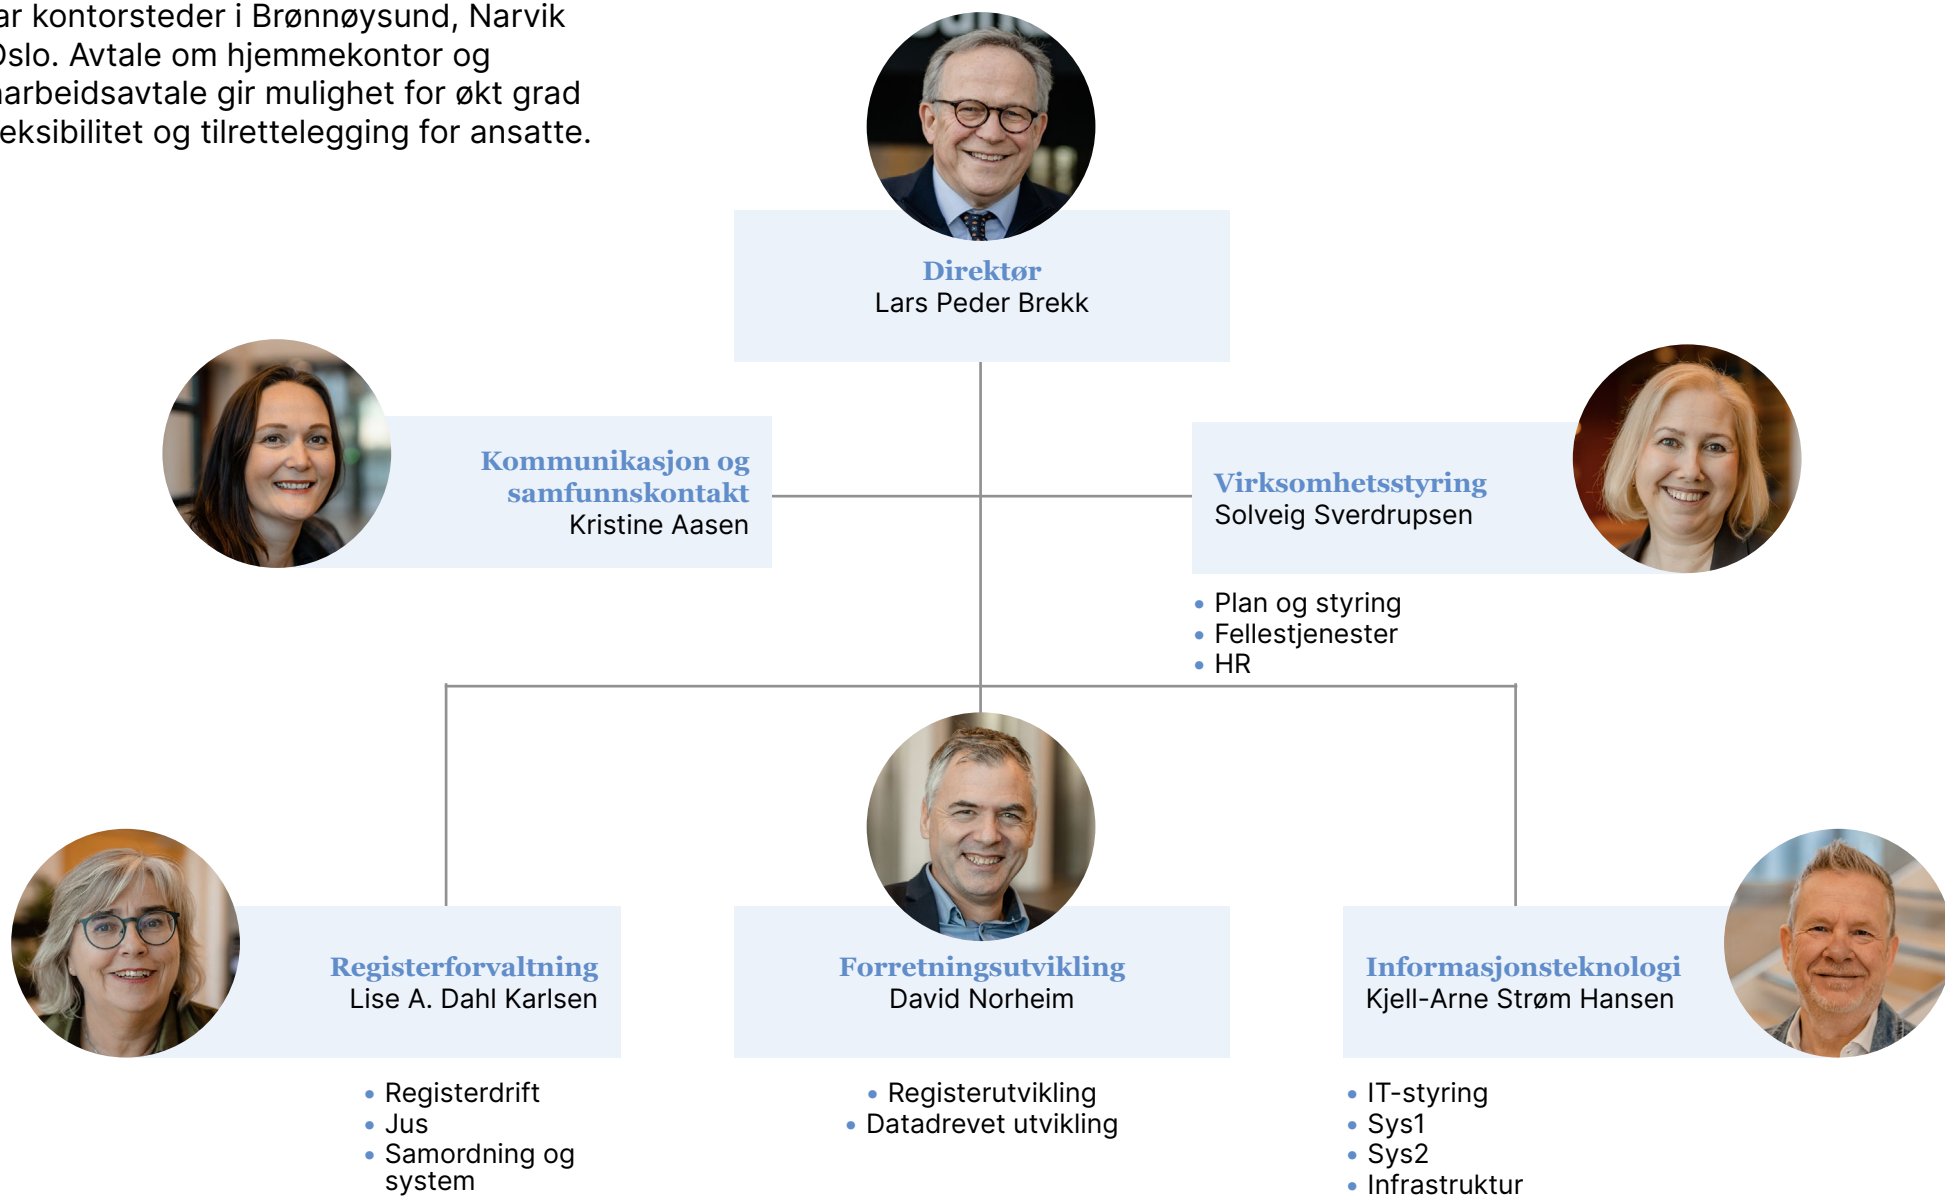 ar kontorsteder i Brønnøysund, Narvik
Oslo. Avtale om hjemmekontor og
arbeidsavtale gir mulighet for økt grad
eksibilitet og tilrettelegging for ansatte.
Direktør
Lars Peder Brekk
Kommunikasjon og
samfunnskontakt
Kristine Aasen
Virksomhetsstyring
Solveig Sverdrupsen
• Plan og styring
• Fellestjenester
• HR
Registerforvaltning
Lise A. Dahl Karlsen
• Registerdrift
• Jus
• Samordning og
system
Forretningsutvikling
David Norheim
• Registerutvikling
• Datadrevet utvikling
Informasjonsteknologi
Kjell-Arne Strøm Hansen
• IT-styring
• Sys1
• Sys2
• Infrastruktur